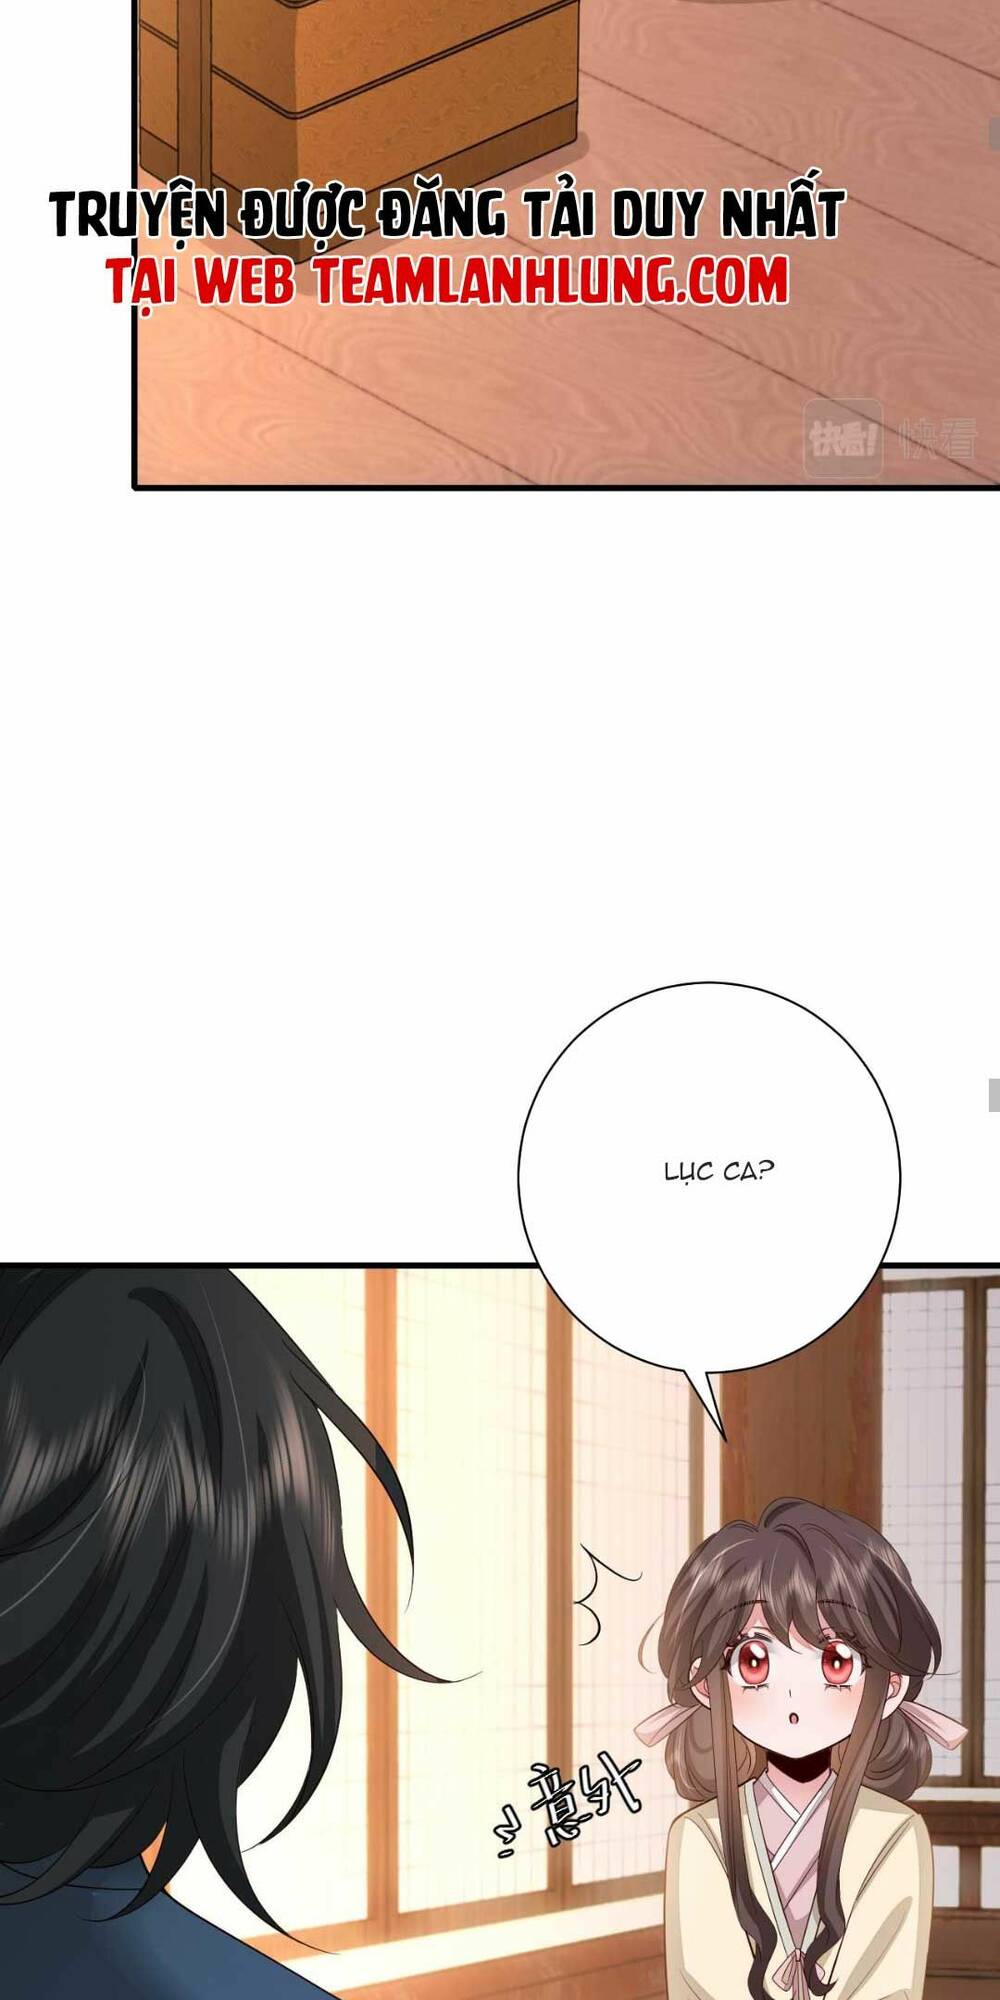 TRUYỆN ĐƯỢC ĐĂNG TẢI DUY NHẤT
TẠI WEB TEAMLANHLUNG.COM
快看! 快看
LỤC CA?
意外